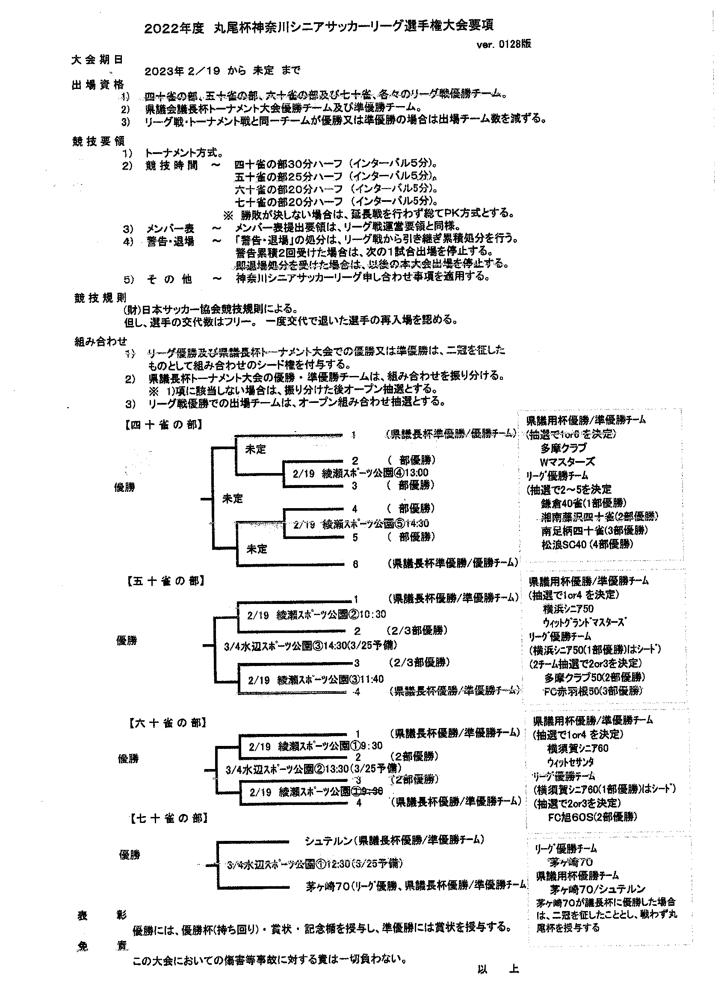 2022年度 丸尾杯神奈川シニアサッカーリーグ選手権大会要項
ver. 0128版
大会期日
2023年 2／19 から 未定 まで
出場資格
1) 四十雀の部、五十雀の部、六十雀の部及び七十雀、各々のリーグ戦優勝チーム。
2) 県議会議長杯トーナメント大会優勝チーム及び準優勝チーム。
3) リーグ戦・トーナメント戦と同一チームが優勝又は準優勝の場合は出場チーム数を減ずる。
競技要領
1) トーナメント方式。
2) 競技時間 ～ 四十雀の部30分ハーフ（インターバル5分）。
五十雀の部25分ハーフ（インターバル5分）。
六十雀の部20分ハーフ（インターバル5分）。
七十雀の部20分ハーフ（インターバル5分）。
※ 勝敗が決しない場合は、延長戦を行わず総てPK方式とする。
3) メンバー表 ～ メンバー表提出要領は、リーグ戦運営要領と同様。
4) 警告・退場 ～ 「警告・退場」の処分は、リーグ戦から引き継ぎ累積処分を行う。
警告累積2回受けた場合は、次の1試合出場を停止する。
即退場処分を受けた場合は、以後の本大会出場を停止する。
5) その他 ～ 神奈川シニアサッカーリーグ申し合わせ事項を適用する。
競技規則
(財)日本サッカー協会競技規則による。
但し、選手の交代数はフリー。 一度交代で退いた選手の再入場を認める。
組み合わせ
1) リーグ優勝及び県議長杯トーナメント大会での優勝又は準優勝は、二冠を征した
ものとして組み合わせのシード権を付与する。
2) 県議長杯トーナメント大会の優勝・準優勝チームは、組み合わせを振り分ける。
※ 1)項に該当しない場合は、振り分けた後オープン抽選とする。
3) リーグ戦優勝での出場チームは、オープン組み合わせ抽選とする。
【四十雀の部】
1 （県議長杯準優勝/優勝チーム）
未定
2 （ 部優勝）
2/19 綾瀬スポーツ公園④13:00
優勝
3 （ 部優勝）
未定
4 （ 部優勝）
2/19 綾瀬スポーツ公園⑤14:30
5 （ 部優勝）
未定
6 （県議長杯準優勝/優勝チーム）
県議用杯優勝/準優勝チーム
(抽選で1or6 を決定)
多摩クラブ
Wマスターズ
リーグ優勝チーム
(抽選で2～5を決定
鎌倉40雀(1部優勝)
湘南藤沢四十雀(2部優勝)
南足柄四十雀(3部優勝)
松浪SC40 (4部優勝)
【五十雀の部】
1 （県議長杯優勝/準優勝チーム）
2/19 綾瀬スポーツ公園②10:30
2 （2/3部優勝）
優勝
3/4水辺スポーツ公園③14:30(3/25予備)
3 （2/3部優勝）
2/19 綾瀬スポーツ公園③11:40
4 （県議長杯優勝/準優勝チーム）
県議用杯優勝/準優勝チーム
(抽選で1or4 を決定)
横浜シニア50
ウィットグランドマスターズ
リーグ優勝チーム
(横浜シニア50(1部優勝)はシード)
(2チーム抽選で2or3を決定)
多摩クラブ50(2部優勝)
FC赤羽根50(3部優勝)
【六十雀の部】
1 （県議長杯優勝/準優勝チーム）
2/19 綾瀬スポーツ公園①9:30
2 （2部優勝）
優勝
3/4水辺スポーツ公園②13:30(3/25予備)
3 （2部優勝）
2/19 綾瀬スポーツ公園①9:30
4 （県議長杯優勝/準優勝チーム）
県議用杯優勝/準優勝チーム
(抽選で1or4 を決定)
横須賀シニア60
ウィットセサンタ
リーグ優勝チーム
(横須賀シニア60(1部優勝)はシード)
(抽選で2or3を決定)
FC旭60S(2部優勝)
【七十雀の部】
シュテルン（県議長杯優勝/準優勝チーム）
優勝
3/4水辺スポーツ公園①12:30(3/25予備)
茅ヶ崎70（リーグ優勝、県議長杯優勝/準優勝チーム
リーグ優勝チーム
茅ヶ崎70
県議用杯優勝チーム
茅ヶ崎70/シュテルン
茅ヶ崎70が議長杯に優勝した場合
は、二冠を征したこととし、戦わず丸
尾杯を授与する
表 彰
優勝には、優勝杯(持ち回り)・賞状・記念楯を授与し、準優勝には賞状を授与する。
免 責
この大会においての傷害等事故に対する責は一切負わない。
以 上